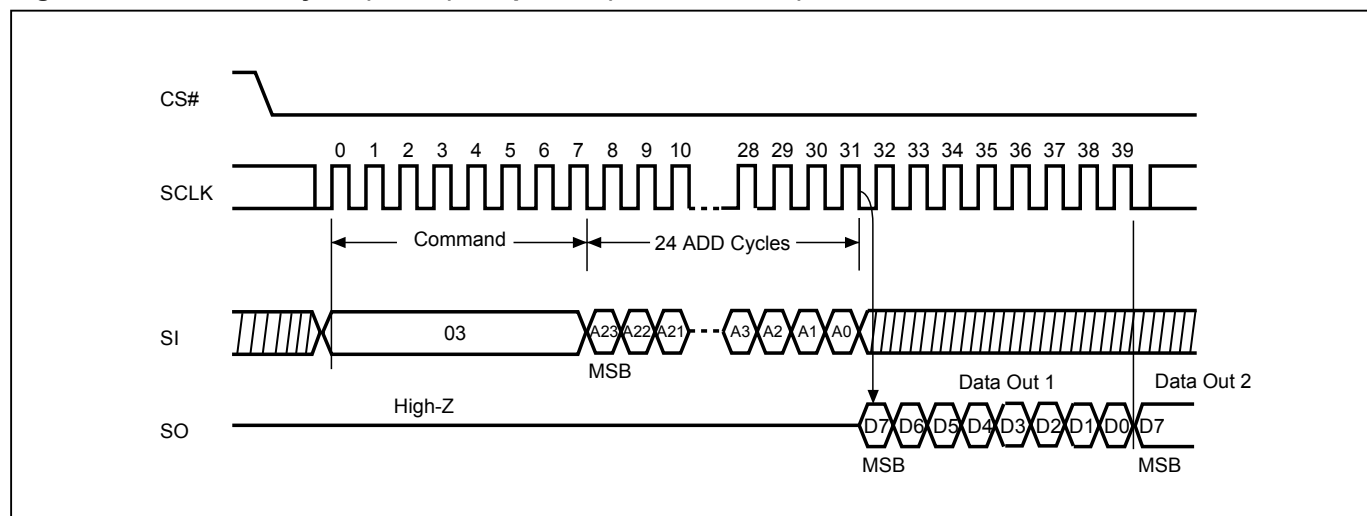 CS#
0 1 2 3 4 5 6 7 8 9 10 28 29 30 31 32 33 34 35 36 37 38 39
SCLK
Command
24 ADD Cycles
SI
03
A23 A22 A21 A3 A2 A1 A0
MSB
Data Out 1
Data Out 2
High-Z
SO
D7 D6 D5 D4 D3 D2 D1 D0 D7
MSB
MSB